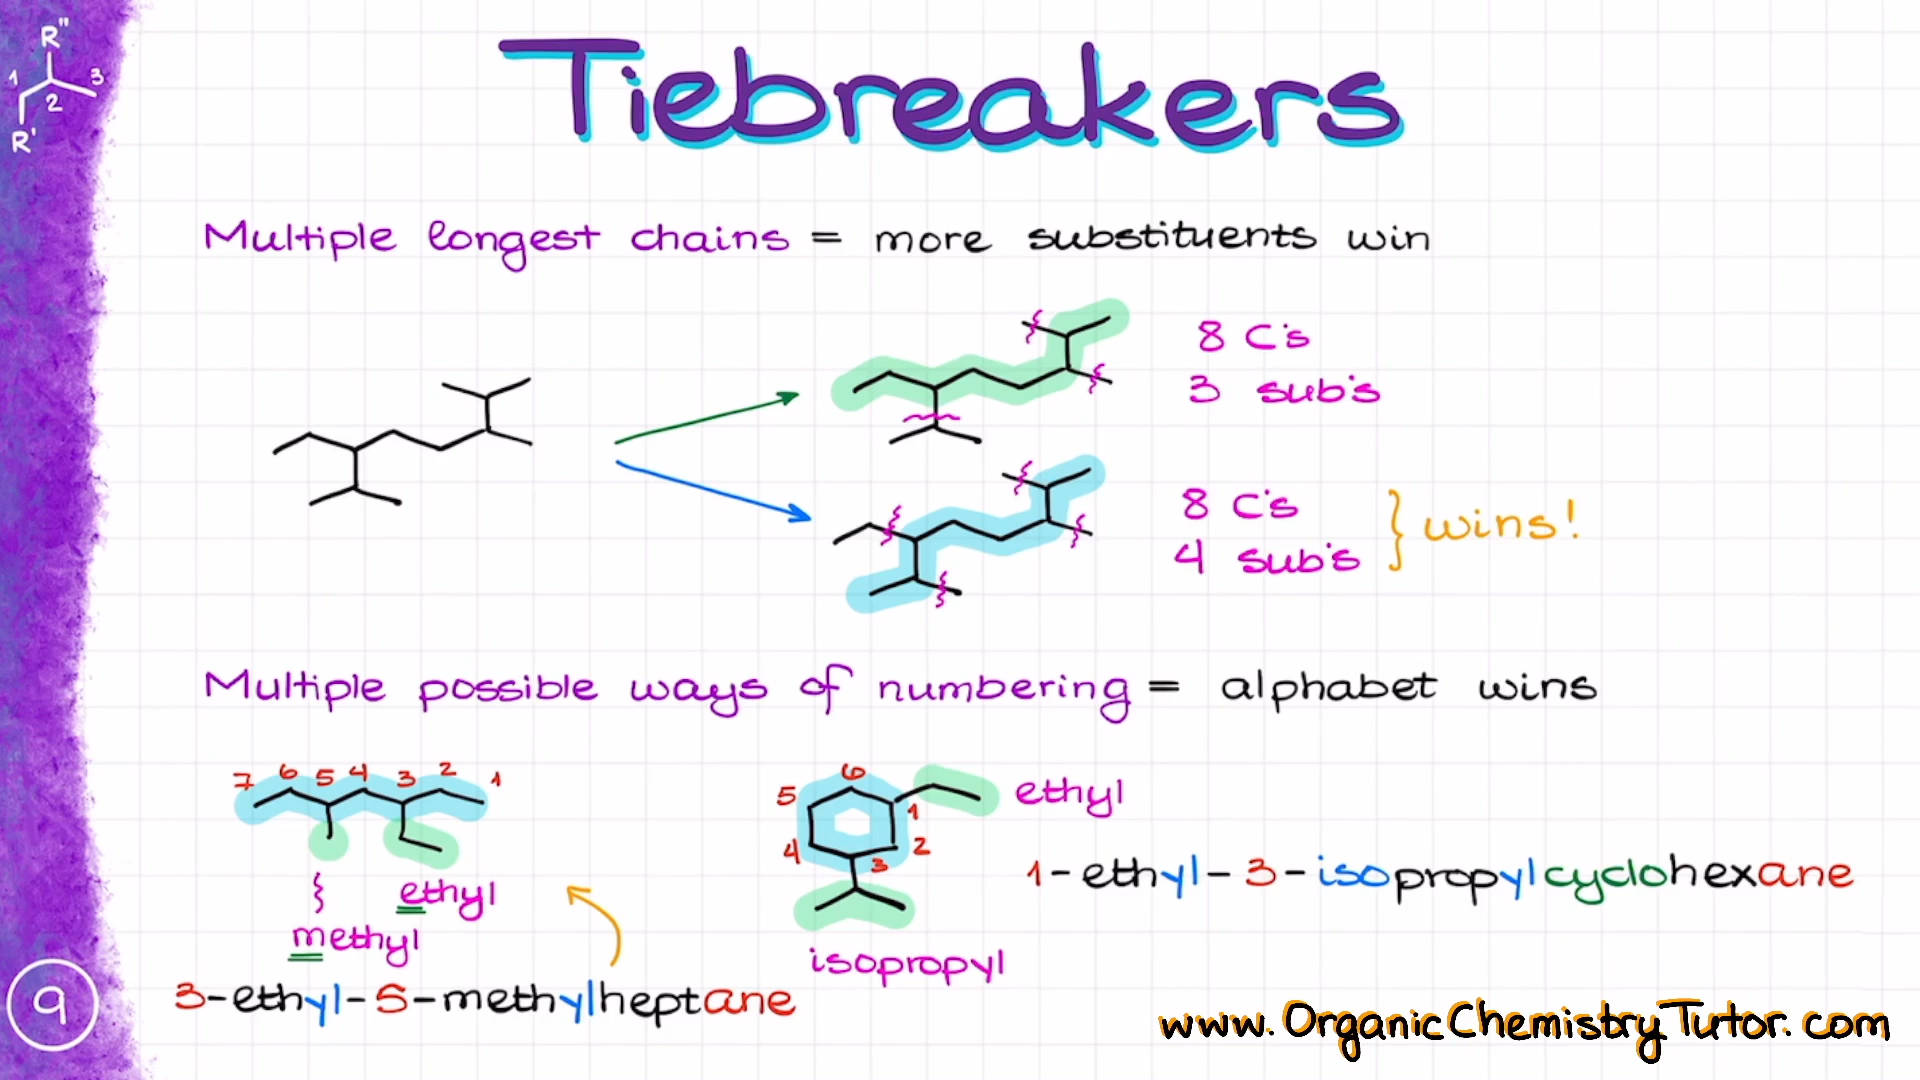 R"
1
3
2
R'
Tiebreakers
Multiple longest chains = more substituents win
8 C's
3 sub's
8 C's
4 sub's } wins!
Multiple possible ways of numbering = alphabet wins
7 6 5 4 3 2 1
methyl
ethyl
3-ethyl-5-methylheptane
6
5
1
4
2
3
ethyl
isopropyl
1-ethyl-3-isopropylcyclohexane
9
www.OrganicChemistryTutor.com